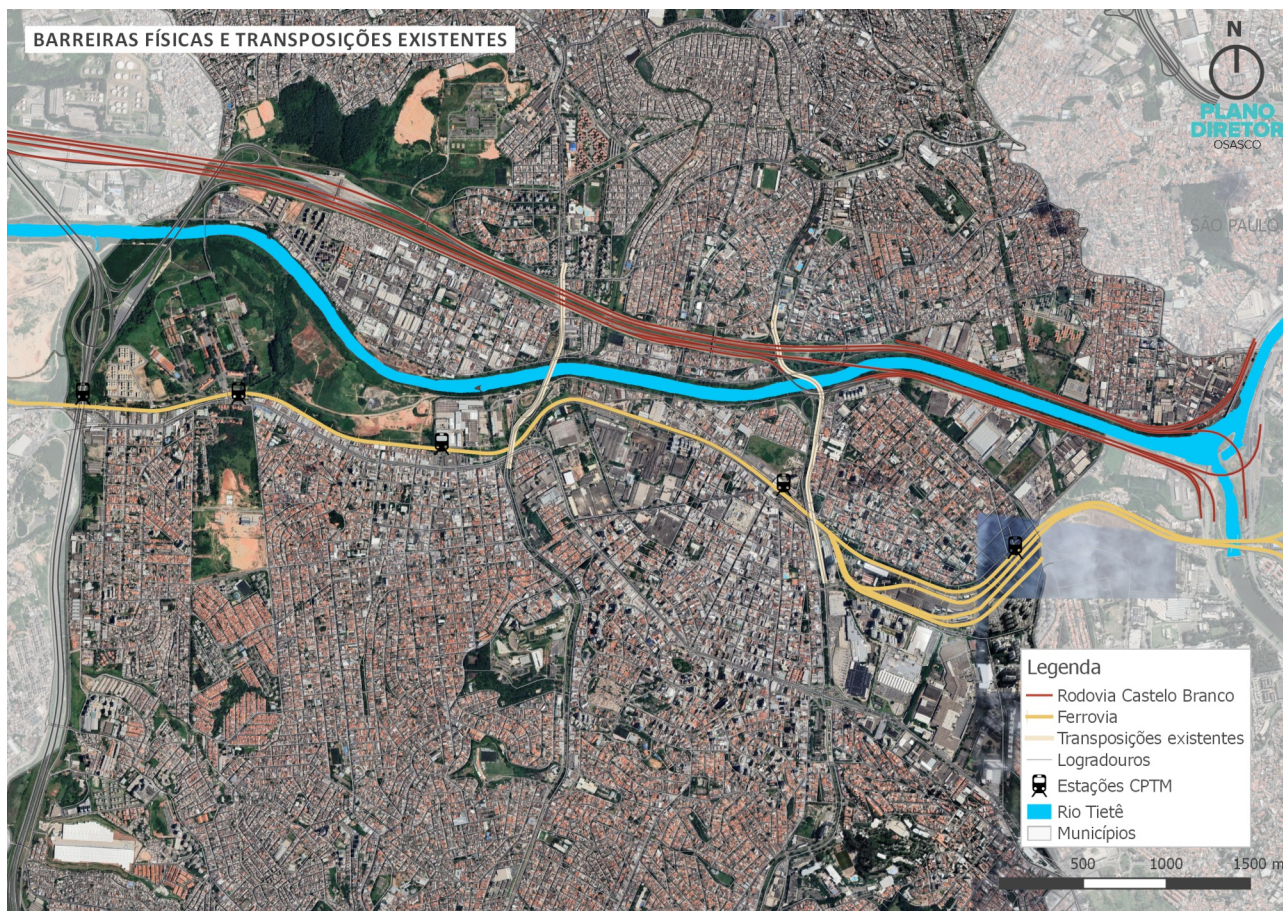 BARREIRAS FÍSICAS E TRANSPOSIÇÕES EXISTENTES
N
PLANO
DIRETOR
OSASCO
SÃO PAULO
Legenda
Rodovia Castelo Branco
Ferrovia
Transposições existentes
Logradouros
Estações CPTM
Rio Tietê
Municípios
500 1000 1500 m